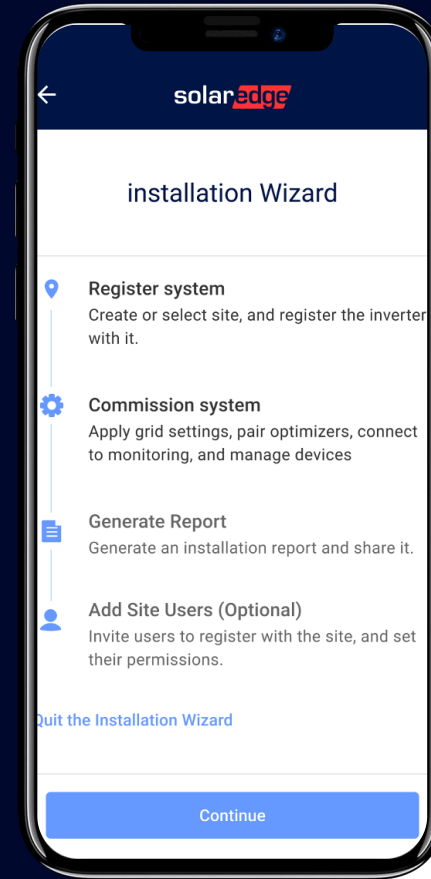 solaredge
installation Wizard
Register system
Create or select site, and register the inverter
with it.
Commission system
Apply grid settings, pair optimizers, connect
to monitoring, and manage devices
Generate Report
Generate an installation report and share it.
Add Site Users (Optional)
Invite users to register with the site, and set
their permissions.
Quit the Installation Wizard
Continue